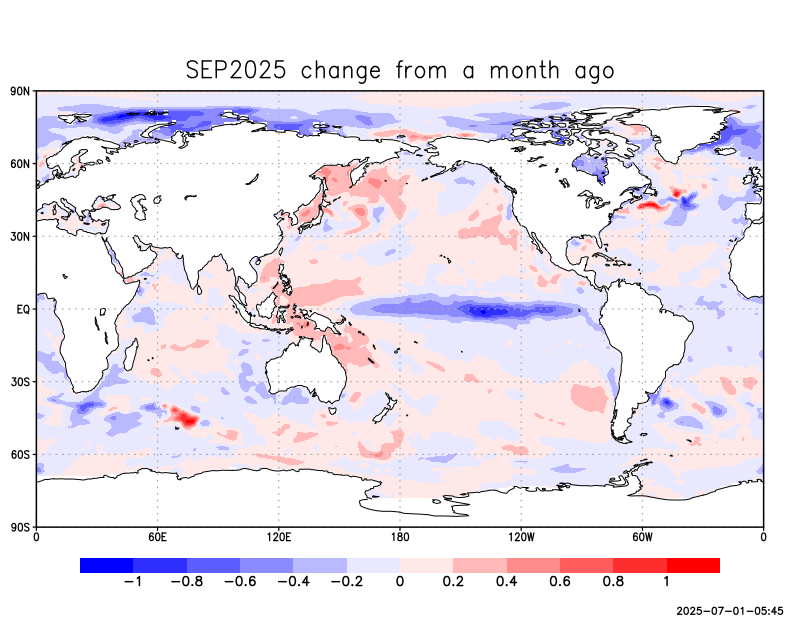 SEP2025 change from a month ago
90N
60N
30N
EQ
30S
60S
90S
0 60E 120E 180 120W 60W 0
-1 -0.8 -0.6 -0.4 -0.2 0 0.2 0.4 0.6 0.8 1
2025-07-01-05:45